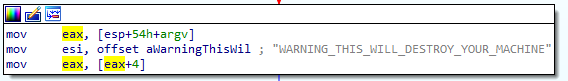 mov     eax, [esp+54h+argv]
mov     esi, offset aWarningThisWil ; "WARNING_THIS_WILL_DESTROY_YOUR_MACHINE"
mov     eax, [eax+4]